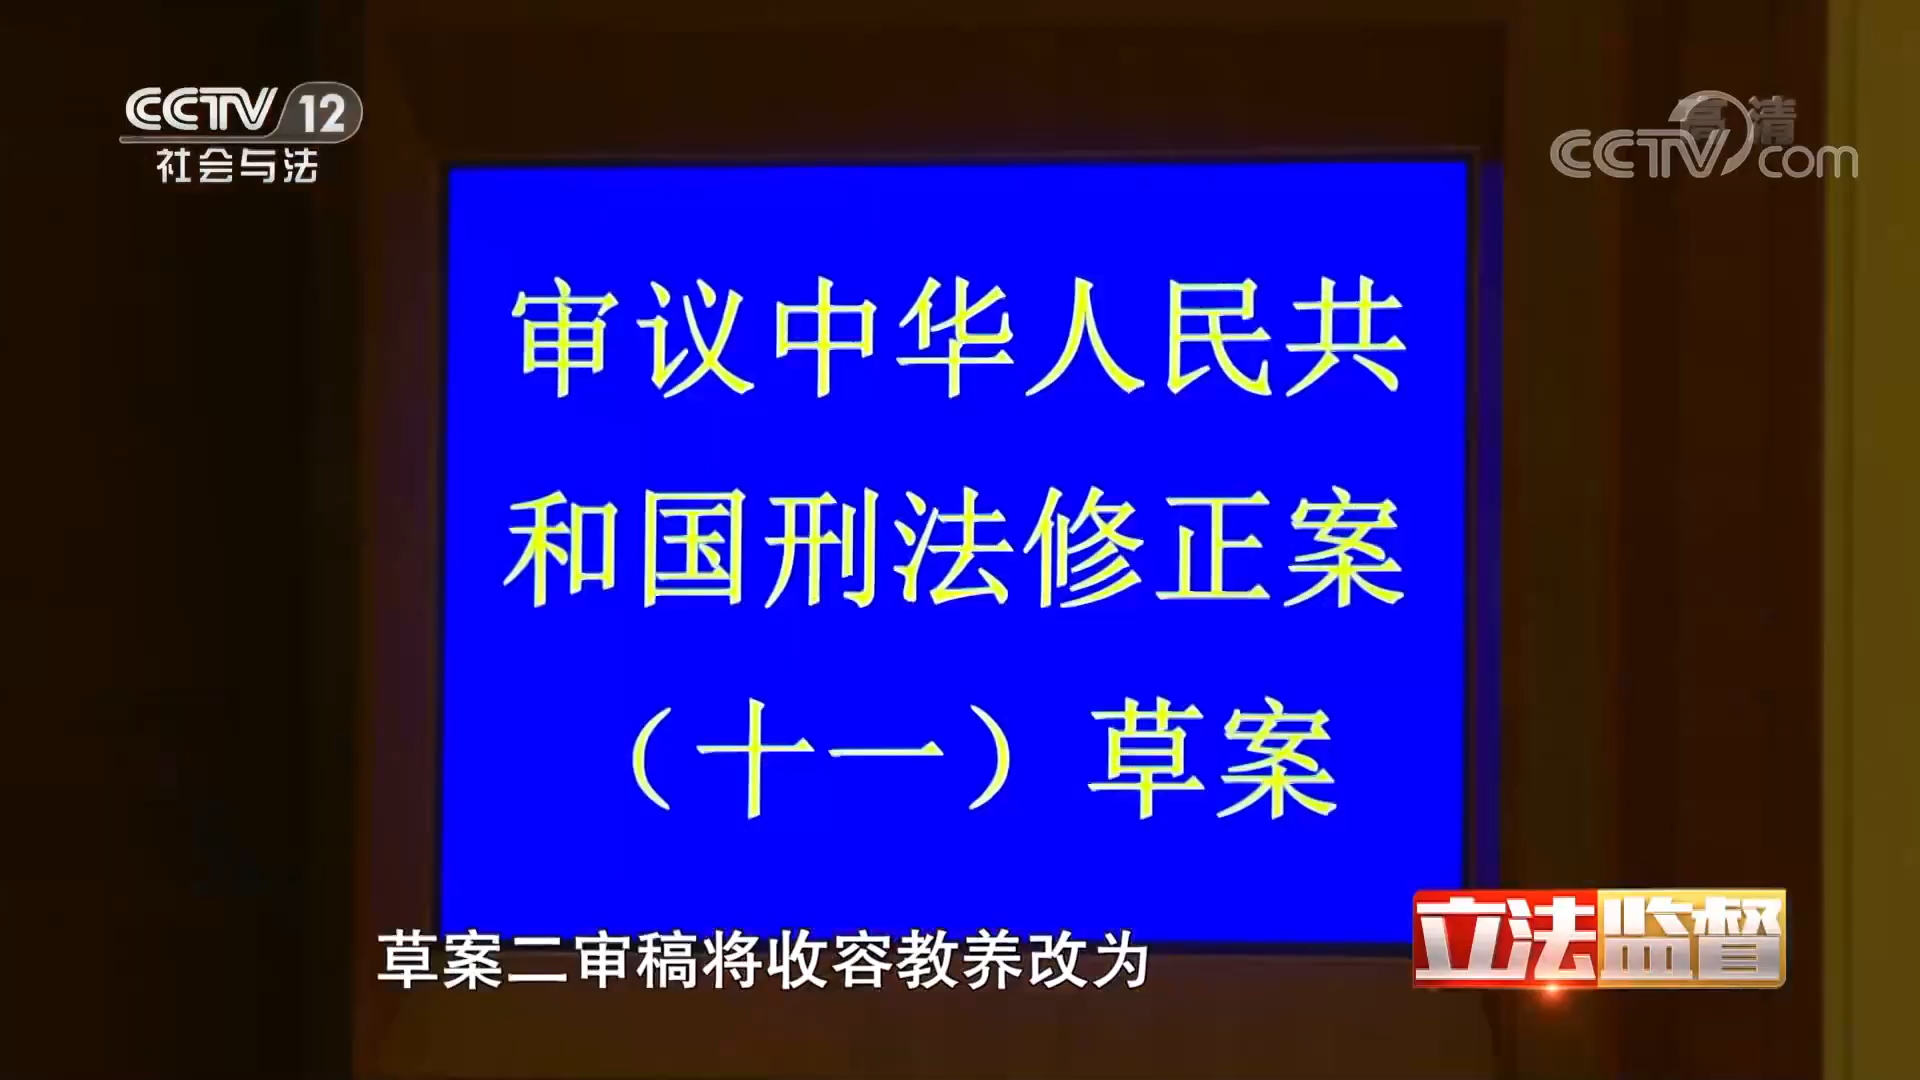 CCTV 12
社会与法
高清
CCTV.com
审议中华人民共
和国刑法修正案
（十一）草案
草案二审稿将收容教养改为
立法监督